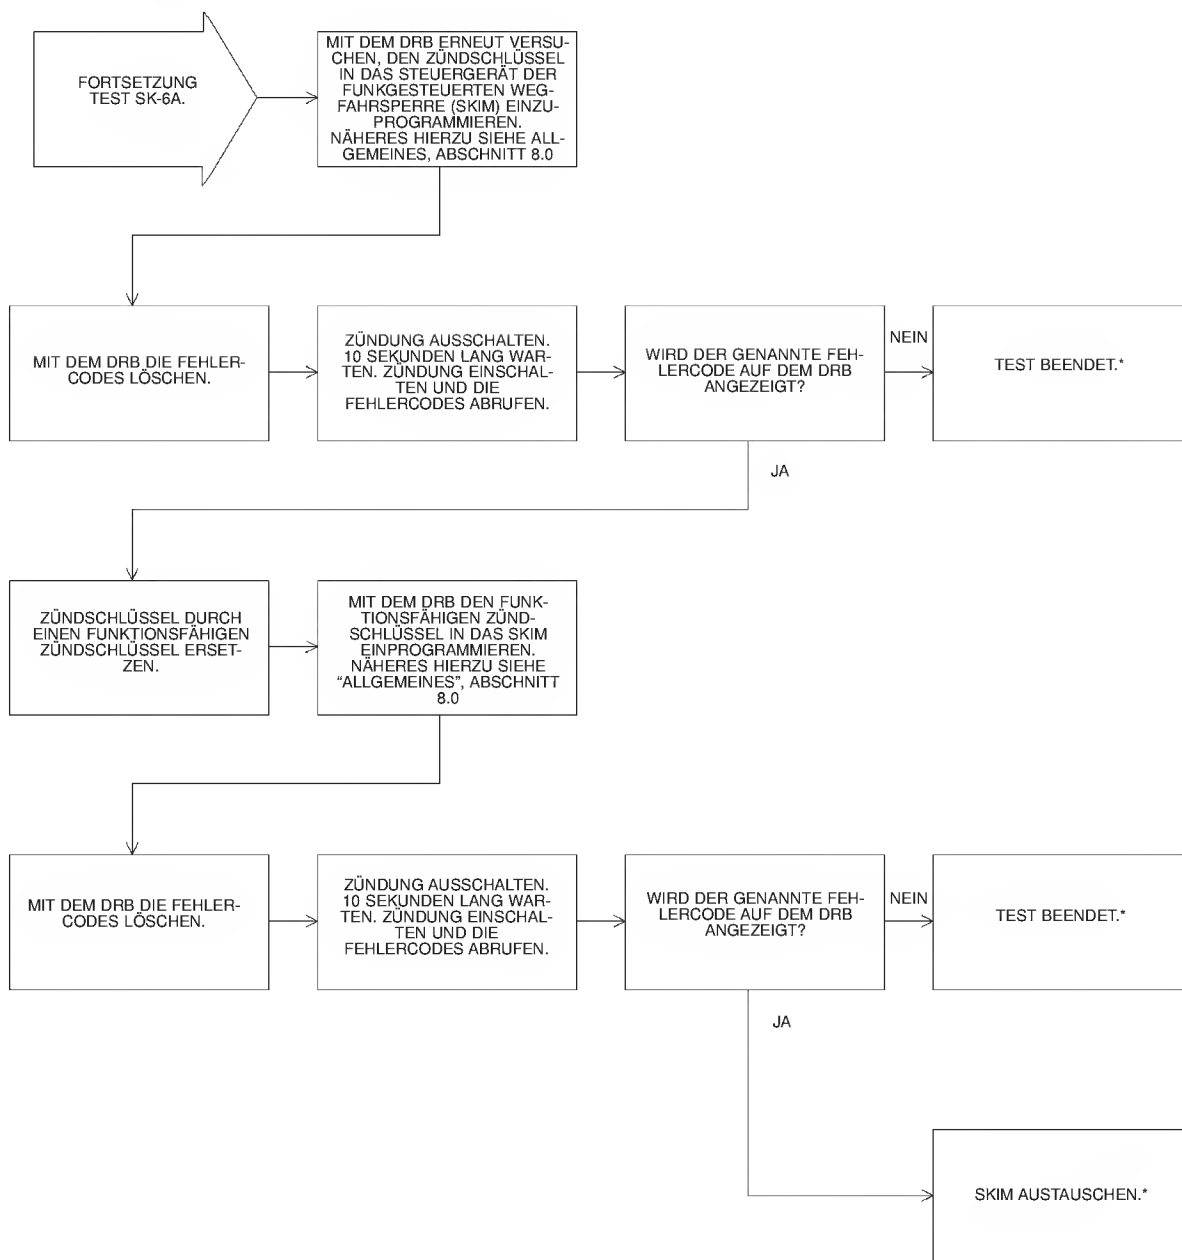 FORTSETZUNG
TEST SK-6A.
MIT DEM DRB ERNEUT VERSU-
CHEN, DEN ZÜNDSCHLÜSSEL
IN DAS STEUERGERÄT DER
FUNKGESTEUERTEN WEG-
FAHRSPERRE (SKIM) EINZU-
PROGRAMMIEREN.
NÄHERES HIERZU SIEHE ALL-
GEMEINES, ABSCHNITT 8.0
MIT DEM DRB DIE FEHLER-
CODES LÖSCHEN.
ZÜNDUNG AUSSCHALTEN.
10 SEKUNDEN LANG WAR-
TEN. ZÜNDUNG EINSCHAL-
TEN UND DIE
FEHLERCODES ABRUFEN.
WIRD DER GENANNTE FEH-
LERCODE AUF DEM DRB
ANGEZEIGT?
NEIN
TEST BEENDET.*
JA
ZÜNDSCHLÜSSEL DURCH
EINEN FUNKTIONSFÄHIGEN
ZÜNDSCHLÜSSEL ERSET-
ZEN.
MIT DEM DRB DEN FUNK-
TIONSFÄHIGEN ZÜND-
SCHLÜSSEL IN DAS SKIM
EINPROGRAMMIEREN.
NÄHERES HIERZU SIEHE
“ALLGEMEINES”, ABSCHNITT
8.0
MIT DEM DRB DIE FEHLER-
CODES LÖSCHEN.
ZÜNDUNG AUSSCHALTEN.
10 SEKUNDEN LANG WAR-
TEN. ZÜNDUNG EINSCHAL-
TEN UND DIE
FEHLERCODES ABRUFEN.
WIRD DER GENANNTE FEH-
LERCODE AUF DEM DRB
ANGEZEIGT?
NEIN
TEST BEENDET.*
JA
SKIM AUSTAUSCHEN.*